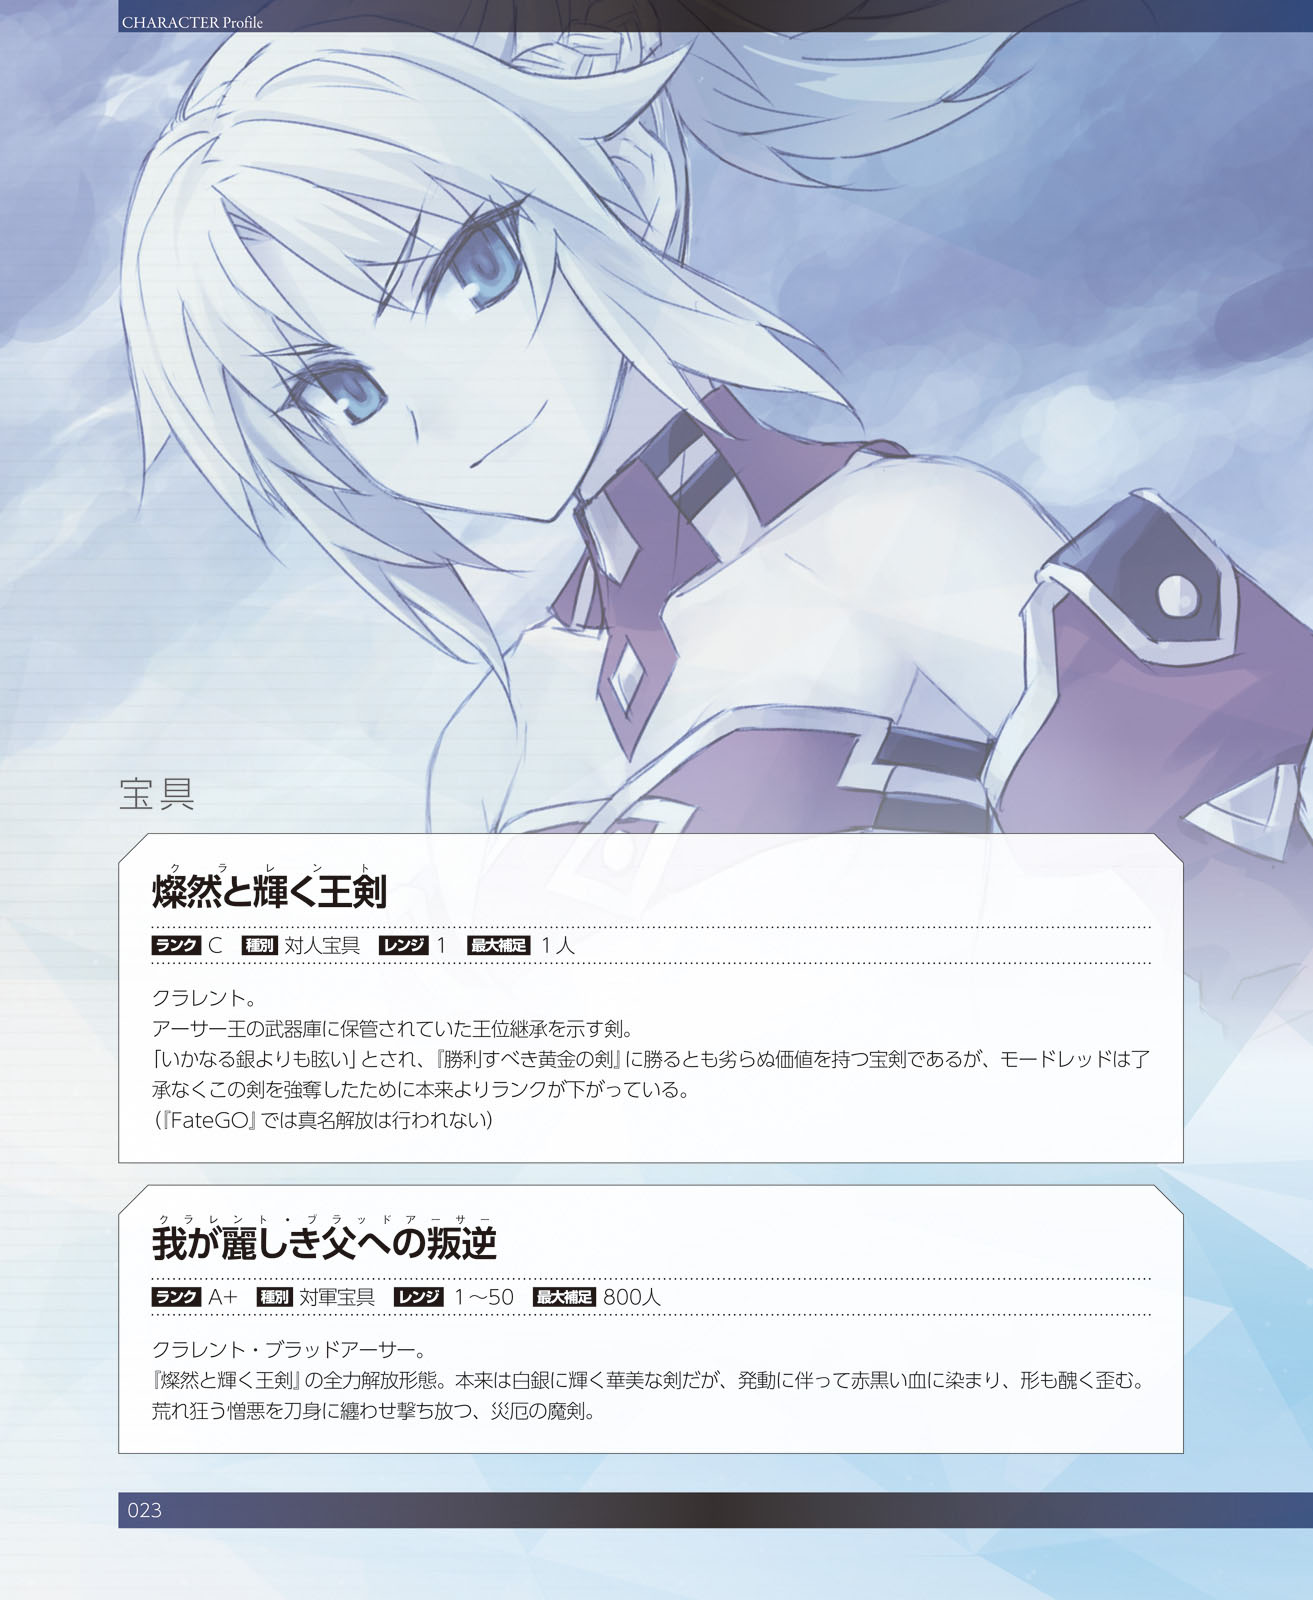 CHARACTER Profile
宝具
クラレント
燦然と輝く王剣
ランク C 種別 対人宝具 レンジ 1 最大補足 1人
クラレント。
アーサー王の武器庫に保管されていた王位継承を示す剣。
「いかなる銀よりも眩い」とされ、『勝利すべき黄金の剣』に勝るとも劣らぬ価値を持つ宝剣であるが、モードレッドは了
承なくこの剣を強奪したために本来よりランクが下がっている。
（『FateGO』では真名解放は行われない）
クラレント・ブラッドアーサー
我が麗しき父への叛逆
ランク A+ 種別 対軍宝具 レンジ 1～50 最大補足 800人
クラレント・ブラッドアーサー。
『燦然と輝く王剣』の全力解放形態。本来は白銀に輝く華美な剣だが、発動に伴って赤黒い血に染まり、形も醜く歪む。
荒れ狂う憎悪を刀身に纏わせ撃ち放つ、災厄の魔剣。
023